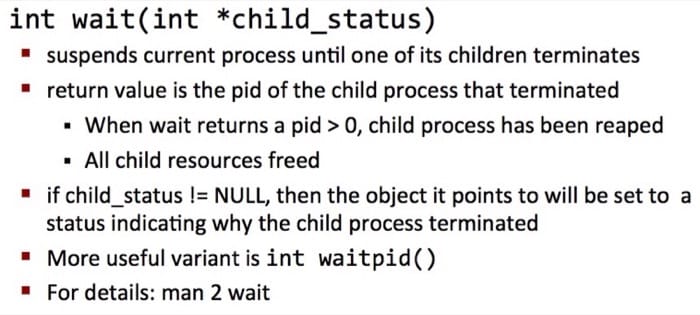 int wait(int *child_status)
▪ suspends current process until one of its children terminates
▪ return value is the pid of the child process that terminated
▪ When wait returns a pid > 0, child process has been reaped
▪ All child resources freed
▪ if child_status != NULL, then the object it points to will be set to a
status indicating why the child process terminated
▪ More useful variant is int waitpid()
▪ For details: man 2 wait